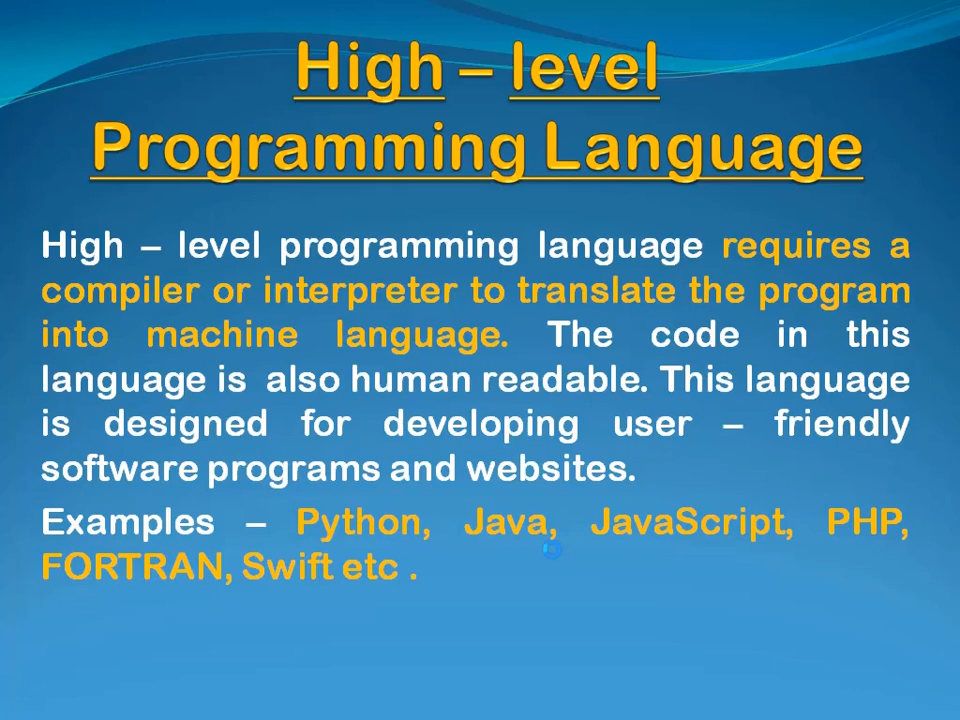 High – level
Programming Language
High – level programming language requires a
compiler or interpreter to translate the program
into machine language. The code in this
language is also human readable. This language
is designed for developing user – friendly
software programs and websites.
Examples – Python, Java, JavaScript, PHP,
FORTRAN, Swift etc .